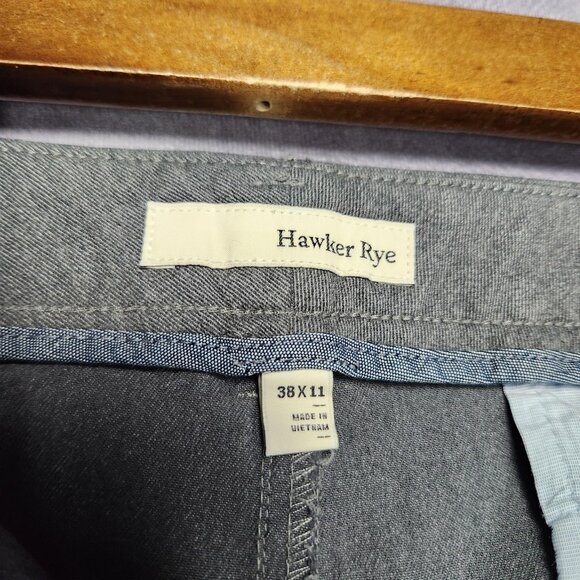 Hawker Rye
38X11
MADE IN
VIETNAM